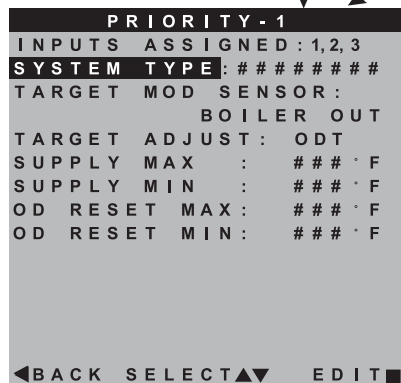 PRIORITY-1
INPUTS ASSIGNED:1,2,3
SYSTEM TYPE:########
TARGET MOD SENSOR:
BOILER OUT
TARGET ADJUST: ODT
SUPPLY MAX : ###°F
SUPPLY MIN : ###°F
OD RESET MAX: ###°F
OD RESET MIN: ###°F
◀BACK SELECT▲▼ EDIT■